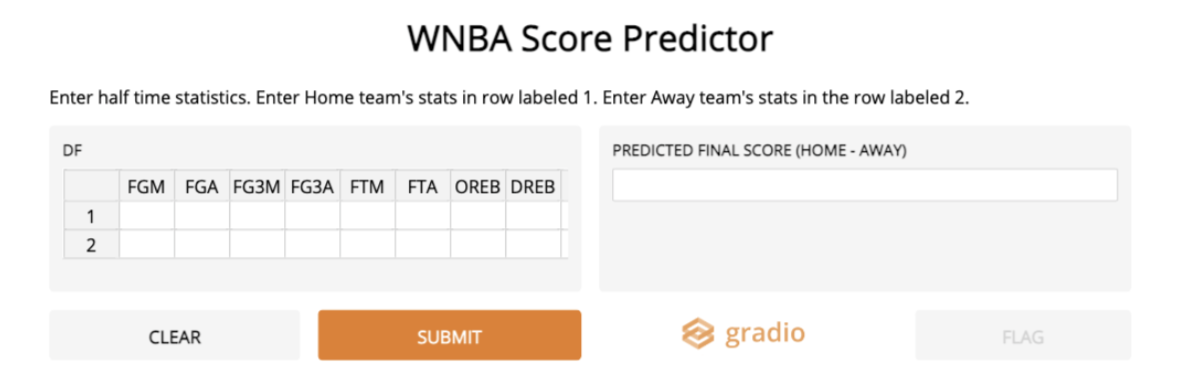 WNBA Score Predictor
Enter half time statistics. Enter Home team's stats in row labeled 1. Enter Away team's stats in the row labeled 2.
DF
FGM FGA FG3M FG3A FTM FTA OREB DREB
1
2
PREDICTED FINAL SCORE (HOME - AWAY)
CLEAR
SUBMIT
gradio
FLAG